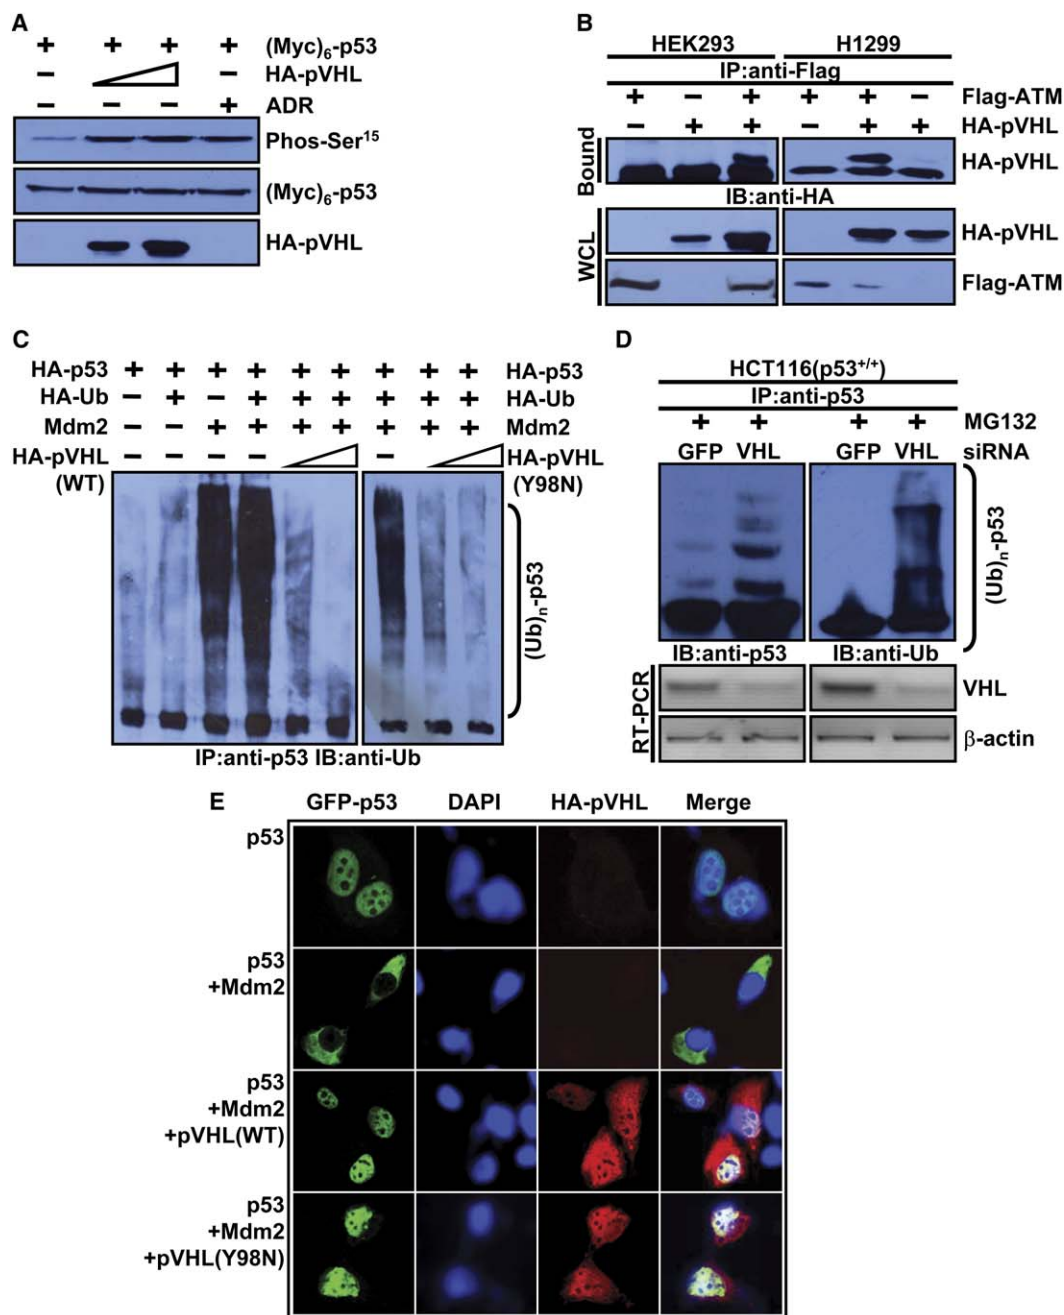 A
+ + + + (Myc)6-p53
− − HA-pVHL
− − − + ADR
Phos-Ser15
(Myc)6-p53
HA-pVHL
B
HEK293 H1299
IP:anti-Flag
+ − + + + − Flag-ATM
− + + − + + HA-pVHL
Bound
HA-pVHL
IB:anti-HA
WCL
HA-pVHL
Flag-ATM
C
HA-p53 + + + + + + + + + HA-p53
HA-Ub − + − + + + + + + HA-Ub
Mdm2 − − + + + + + + + Mdm2
HA-pVHL − − − − − HA-pVHL
(WT) (Y98N)
(Ub)n-p53
IP:anti-p53 IB:anti-Ub
D
HCT116(p53+/+)
IP:anti-p53
+ + + + MG132
GFP VHL GFP VHL siRNA
(Ub)n-p53
IB:anti-p53 IB:anti-Ub
RT-PCR
VHL
β-actin
E
GFP-p53 DAPI HA-pVHL Merge
p53
p53
+Mdm2
p53
+Mdm2
+pVHL(WT)
p53
+Mdm2
+pVHL(Y98N)